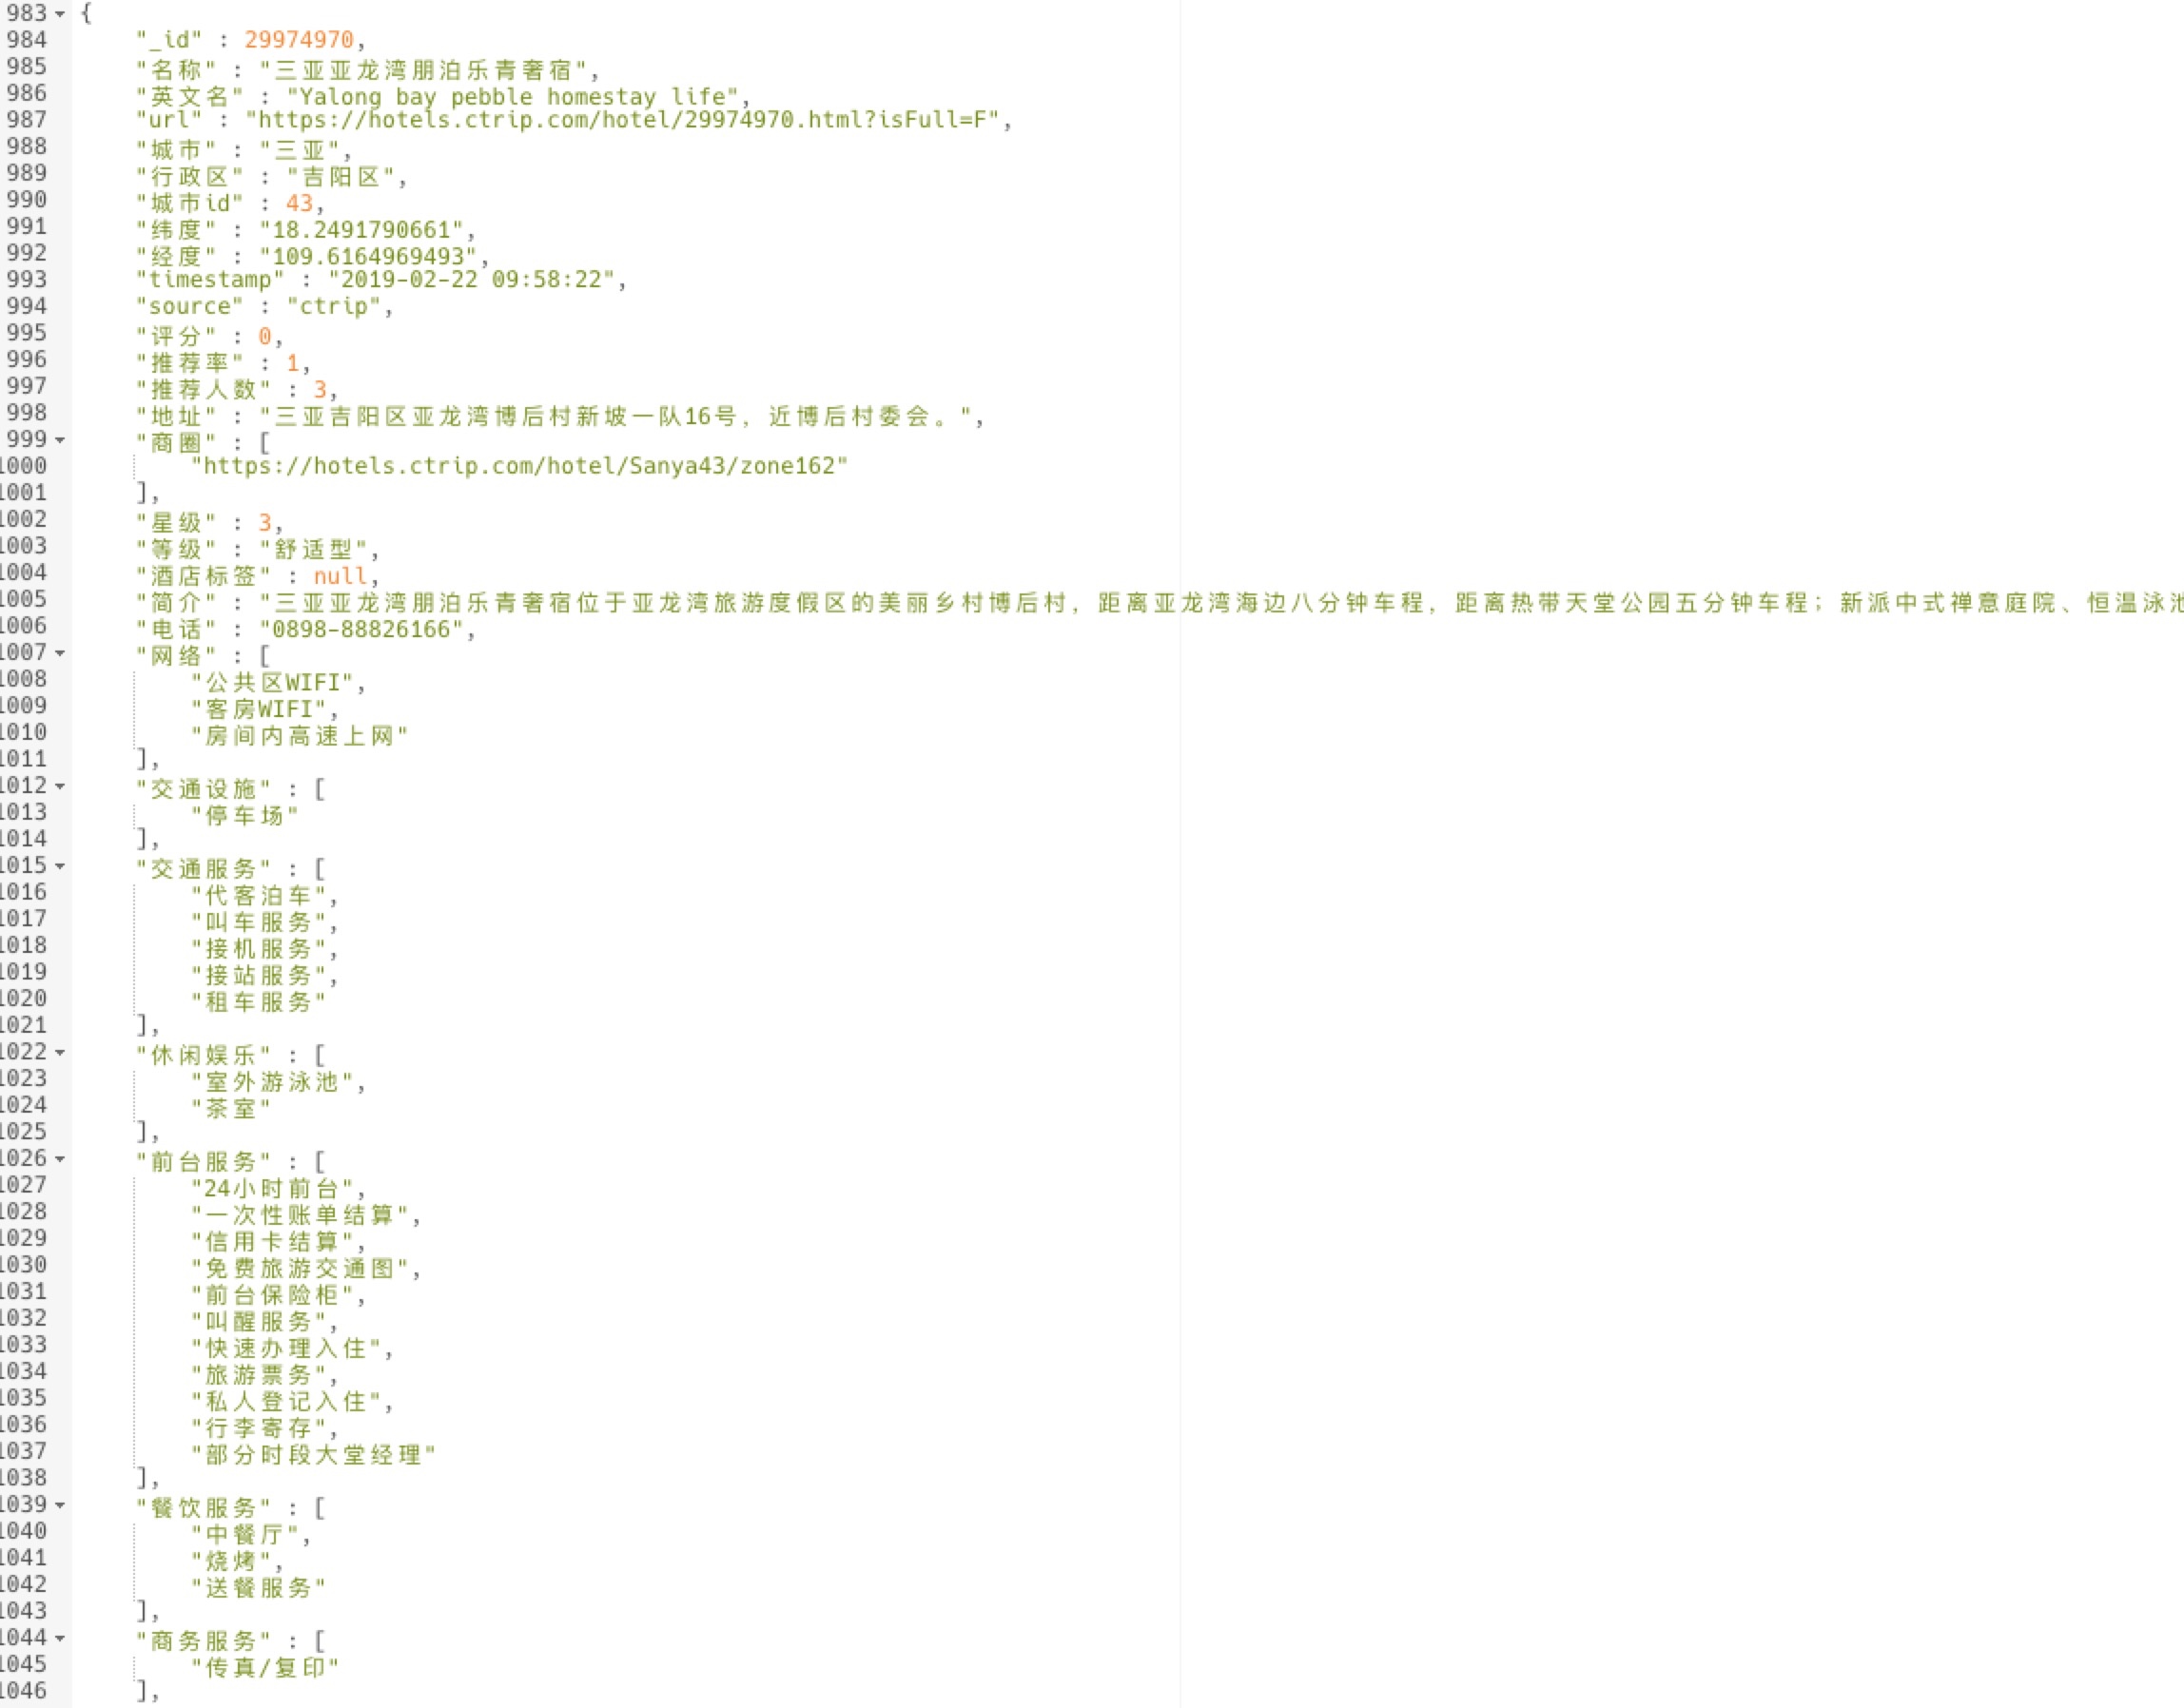 983 {
984 "_id" : 29974970,
985 "名称" : "三亚亚龙湾朋泊乐青奢宿",
986 "英文名" : "Yalong bay pebble homestay life",
987 "url" : "https://hotels.ctrip.com/hotel/29974970.html?isFull=F",
988 "城市" : "三亚",
989 "行政区" : "吉阳区",
990 "城市id" : 43,
991 "纬度" : "18.2491790661",
992 "经度" : "109.6164969493",
993 "timestamp" : "2019-02-22 09:58:22",
994 "source" : "ctrip",
995 "评分" : 0,
996 "推荐率" : 1,
997 "推荐人数" : 3,
998 "地址" : "三亚吉阳区亚龙湾博后村新坡一队16号, 近博后村委会。",
999 "商圈" : [
1000 "https://hotels.ctrip.com/hotel/Sanya43/zone162"
1001 ],
1002 "星级" : 3,
1003 "等级" : "舒适型",
1004 "酒店标签" : null,
1005 "简介" : "三亚亚龙湾朋泊乐青奢宿位于亚龙湾旅游度假区的美丽乡村博后村, 距离亚龙湾海边八分钟车程, 距离热带天堂公园五分钟车程; 新派中式禅意庭院、恒温泳池
1006 "电话" : "0898-88826166",
1007 "网络" : [
1008 "公共区WIFI",
1009 "客房WIFI",
1010 "房间内高速上网"
1011 ],
1012 "交通设施" : [
1013 "停车场"
1014 ],
1015 "交通服务" : [
1016 "代客泊车",
1017 "叫车服务",
1018 "接机服务",
1019 "接站服务",
1020 "租车服务"
1021 ],
1022 "休闲娱乐" : [
1023 "室外游泳池",
1024 "茶室"
1025 ],
1026 "前台服务" : [
1027 "24小时前台",
1028 "一次性账单结算",
1029 "信用卡结算",
1030 "免费旅游交通图",
1031 "前台保险柜",
1032 "叫醒服务",
1033 "快速办理入住",
1034 "旅游票务",
1035 "私人登记入住",
1036 "行李寄存",
1037 "部分时段大堂经理"
1038 ],
1039 "餐饮服务" : [
1040 "中餐厅",
1041 "烧烤",
1042 "送餐服务"
1043 ],
1044 "商务服务" : [
1045 "传真/复印"
1046 ],